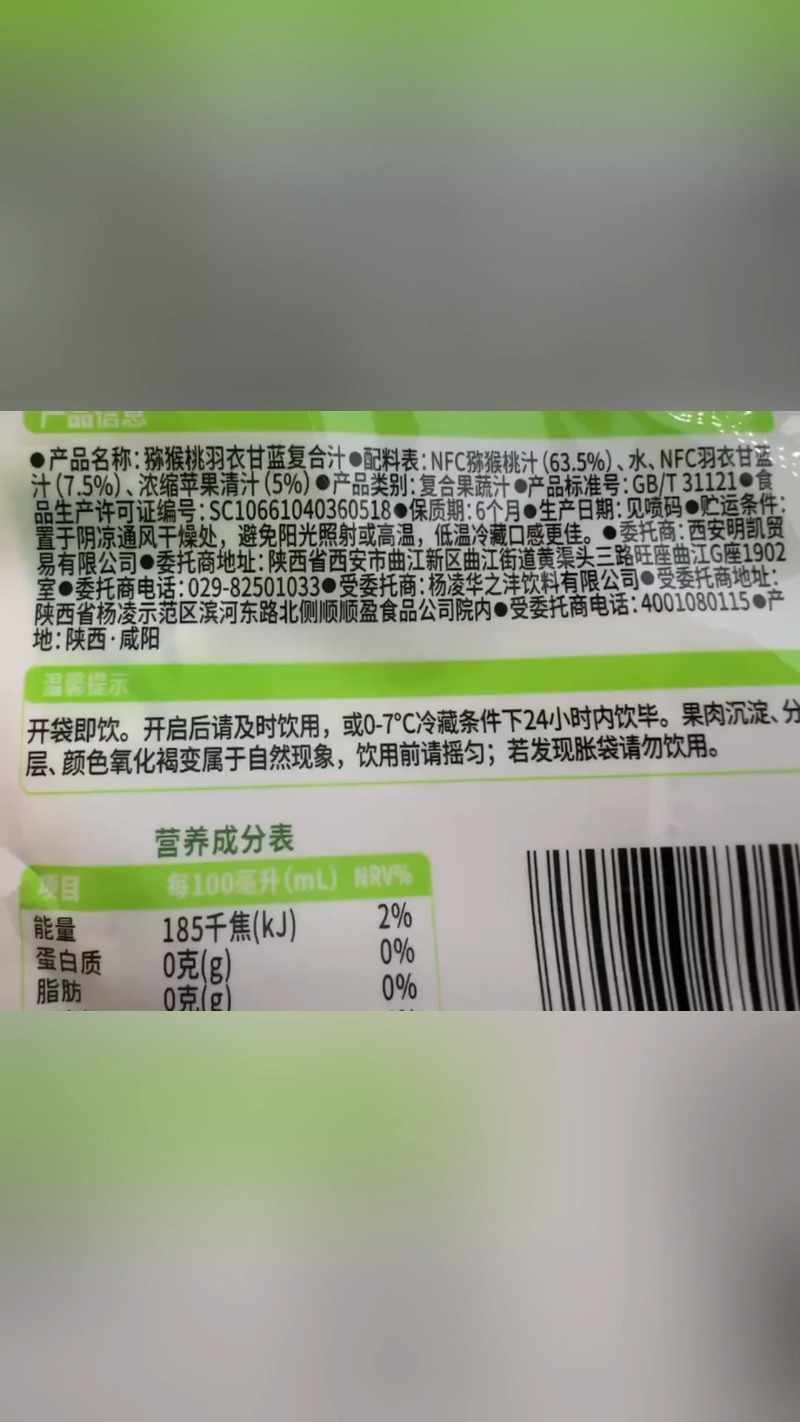 产品信息
●产品名称：猕猴桃羽衣甘蓝复合汁●配料表：NFC猕猴桃汁（63.5%）、水、NFC羽衣甘蓝
汁（7.5%）、浓缩苹果清汁（5%）●产品类别：复合果蔬汁●产品标准号：GB/T 31121●食
品生产许可证编号：SC10661040360518●保质期：6个月●生产日期：见喷码●贮运条件：
置于阴凉通风干燥处，避免阳光照射或高温，低温冷藏口感更佳。●委托商：西安明凯贸
易有限公司●委托商地址：陕西省西安市曲江新区曲江街道黄渠头三路旺座曲江G座1902
室●委托商电话：029-82501033●受委托商：杨凌华之沣饮料有限公司●受委托商地址：
陕西省杨凌示范区滨河东路北侧顺顺盈食品公司院内●受委托商电话：4001080115●产
地：陕西·咸阳
温馨提示
开袋即饮。开启后请及时饮用，或0-7℃冷藏条件下24小时内饮毕。果肉沉淀、分
层、颜色氧化褐变属于自然现象，饮用前请摇匀；若发现胀袋请勿饮用。
营养成分表
项目 每100毫升（mL） NRV%
能量 185千焦(kJ) 2%
蛋白质 0克(g) 0%
脂肪 0克(g) 0%